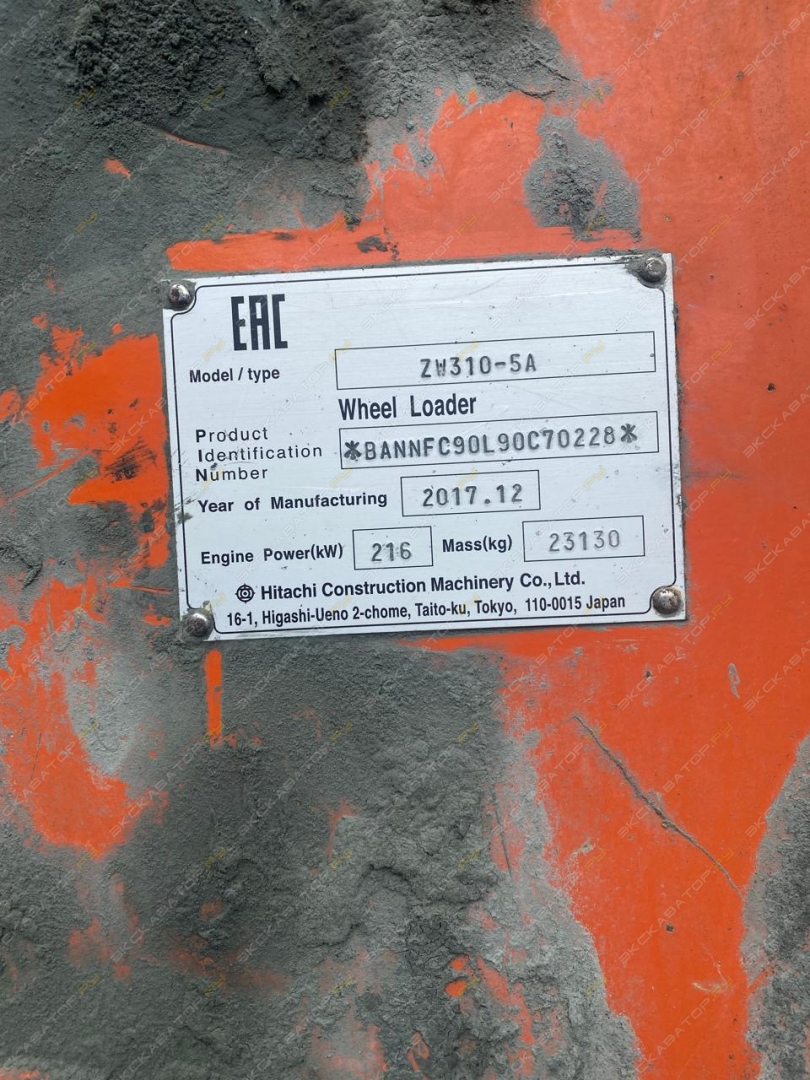 EAC
Model / type ZW310-5A
Wheel Loader
Product
Identification
Number
*BANNFC90L90C70228*
Year of Manufacturing 2017.12
Engine Power(kW) 216 Mass(kg) 23130
Hitachi Construction Machinery Co., Ltd.
16-1, Higashi-Ueno 2-chome, Taito-ku, Tokyo, 110-0015 Japan
ЭКСКАВАТОР.РУ